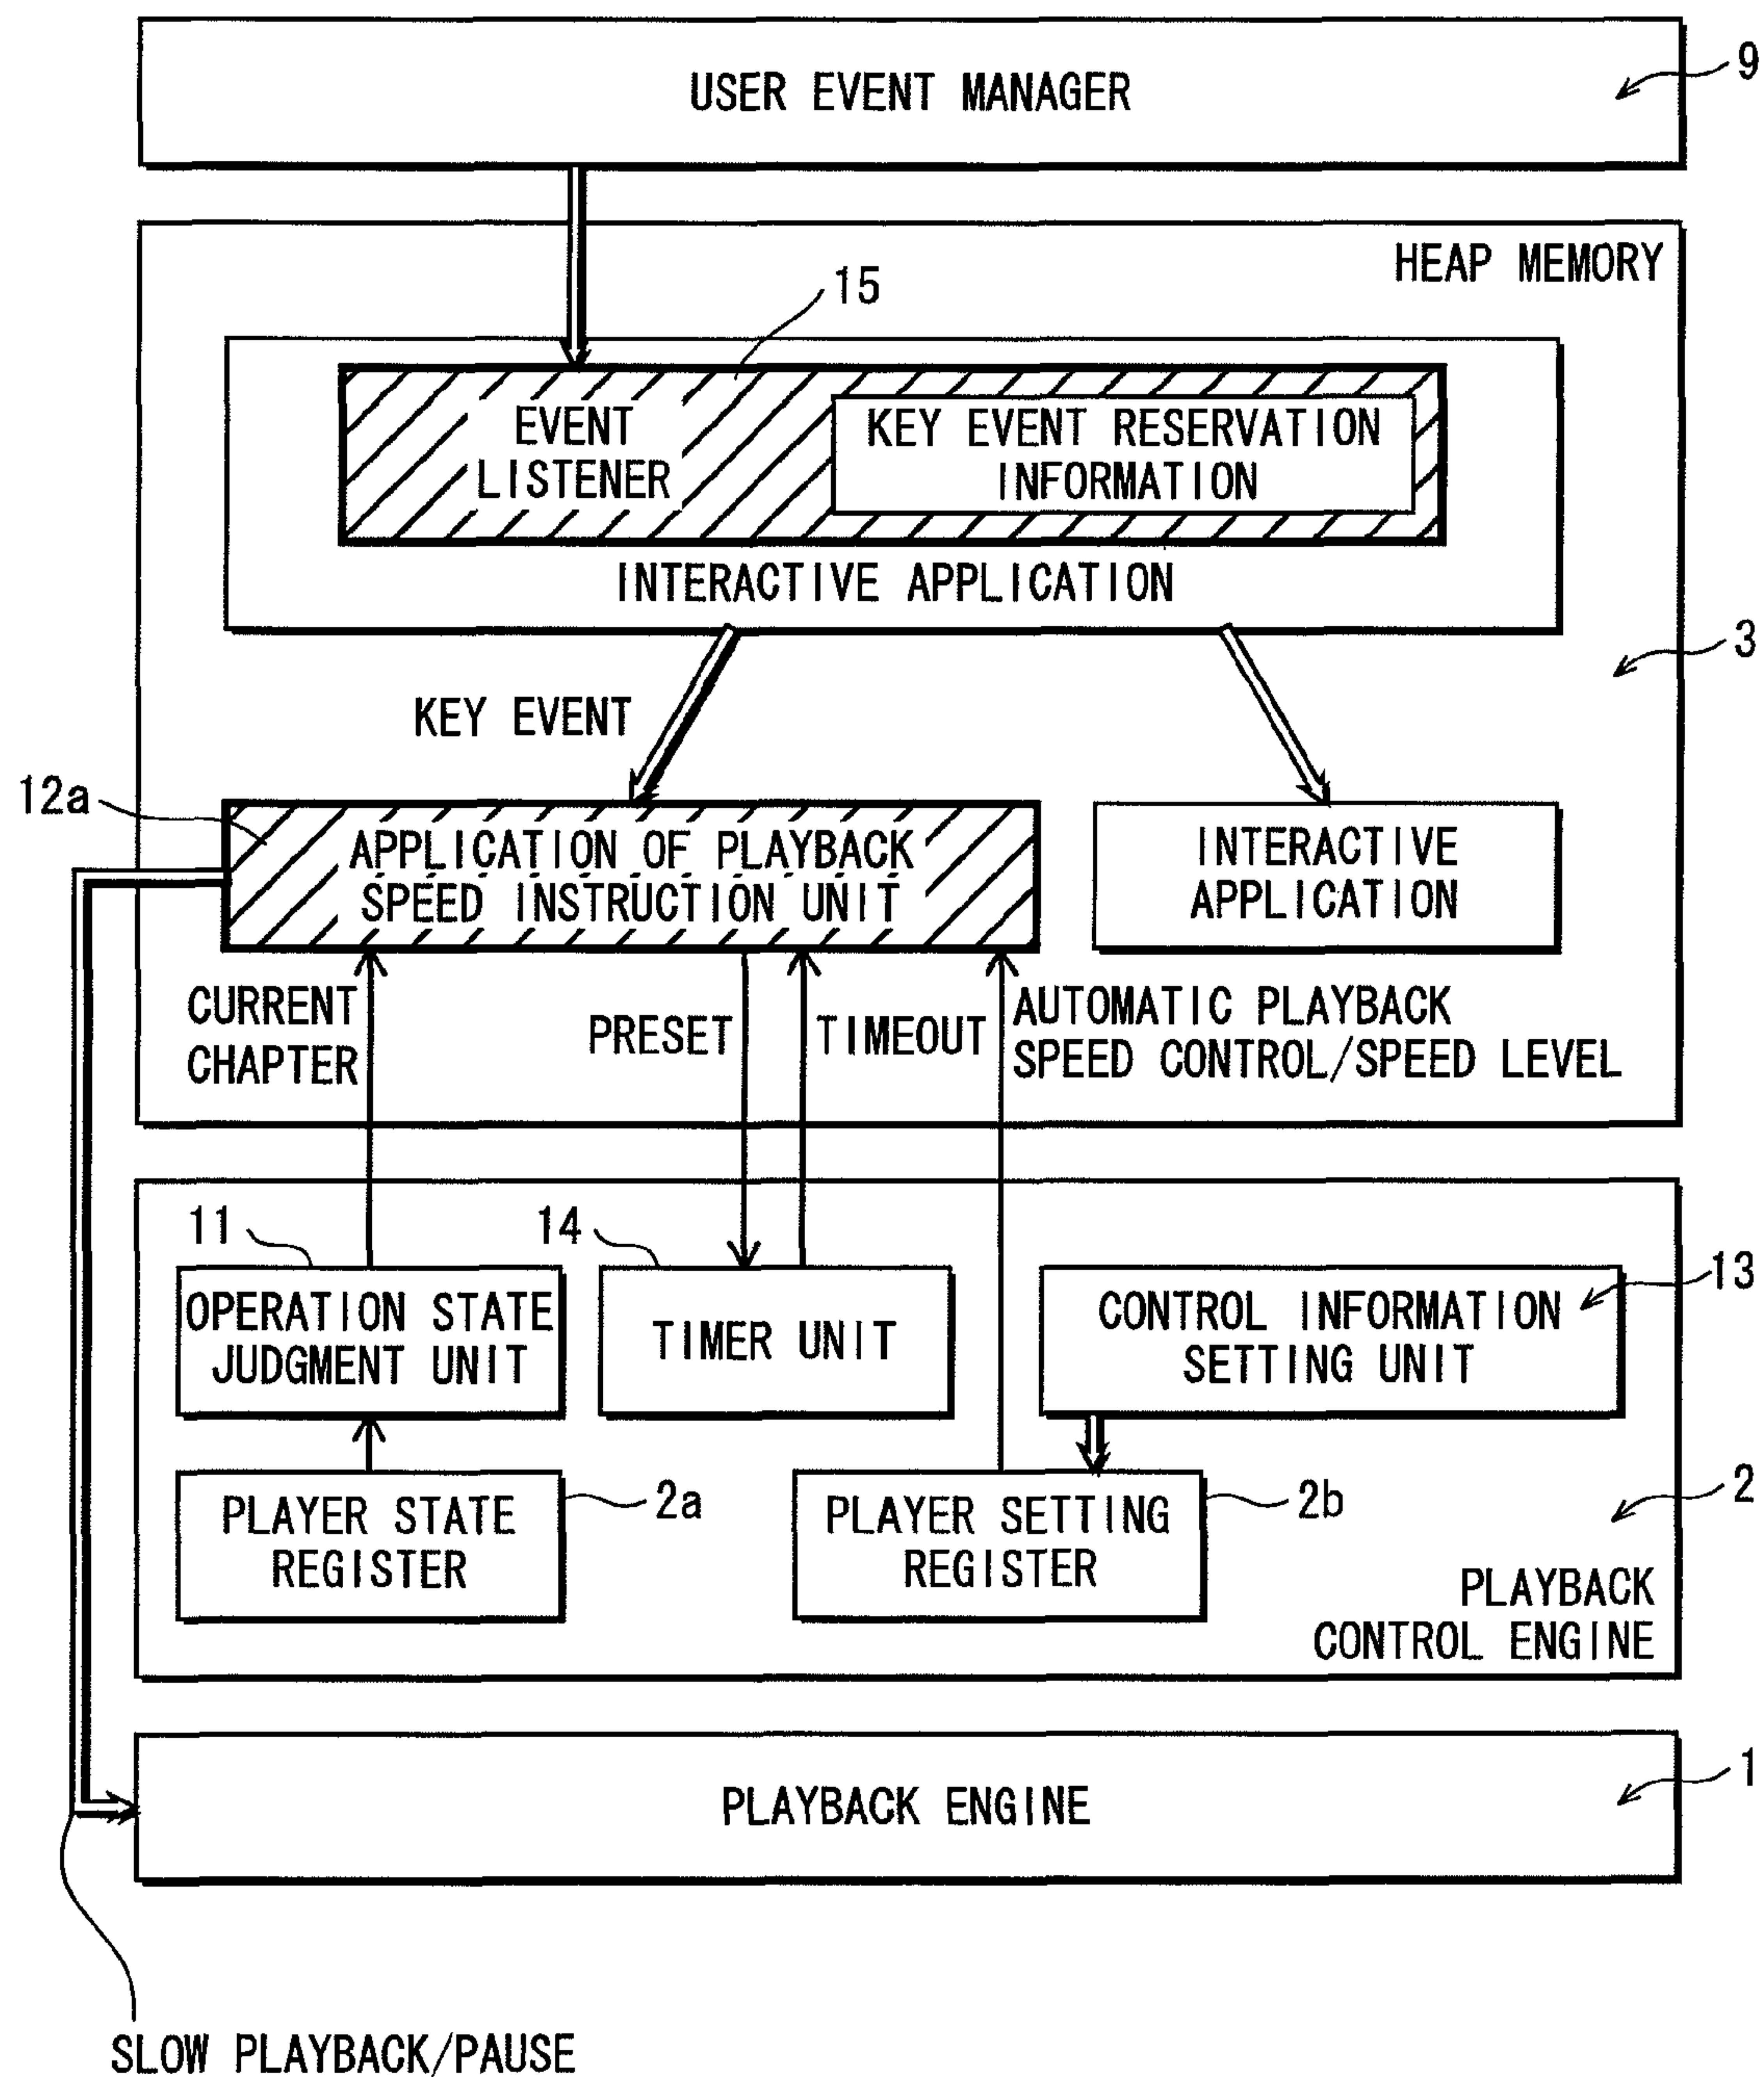 USER EVENT MANAGER
9
HEAP MEMORY
15
EVENT
LISTENER
KEY EVENT RESERVATION
INFORMATION
INTERACTIVE APPLICATION
3
KEY EVENT
12a
APPLICATION OF PLAYBACK
SPEED INSTRUCTION UNIT
INTERACTIVE
APPLICATION
CURRENT
CHAPTER
PRESET
TIMEOUT
AUTOMATIC PLAYBACK
SPEED CONTROL/SPEED LEVEL
11
14
13
OPERATION STATE
JUDGMENT UNIT
TIMER UNIT
CONTROL INFORMATION
SETTING UNIT
PLAYER STATE
REGISTER
2a
PLAYER SETTING
REGISTER
2b
2
PLAYBACK
CONTROL ENGINE
PLAYBACK ENGINE
1
SLOW PLAYBACK/PAUSE